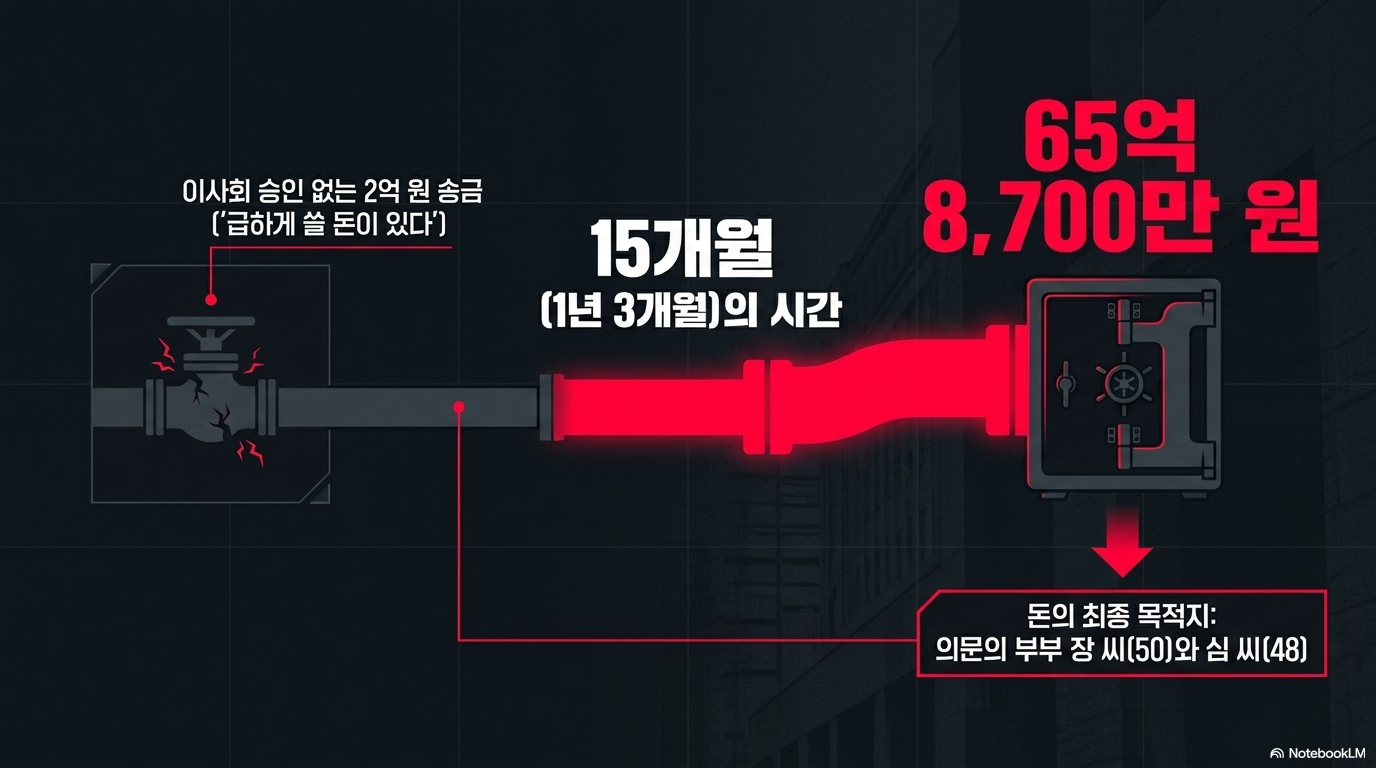 이사회 승인 없는 2억 원 송금
('급하게 쓸 돈이 있다')
15개월
(1년 3개월)의 시간
65억
8,700만 원
돈의 최종 목적지:
의문의 부부 장 씨(50)와 심 씨(48)
NotebookLM